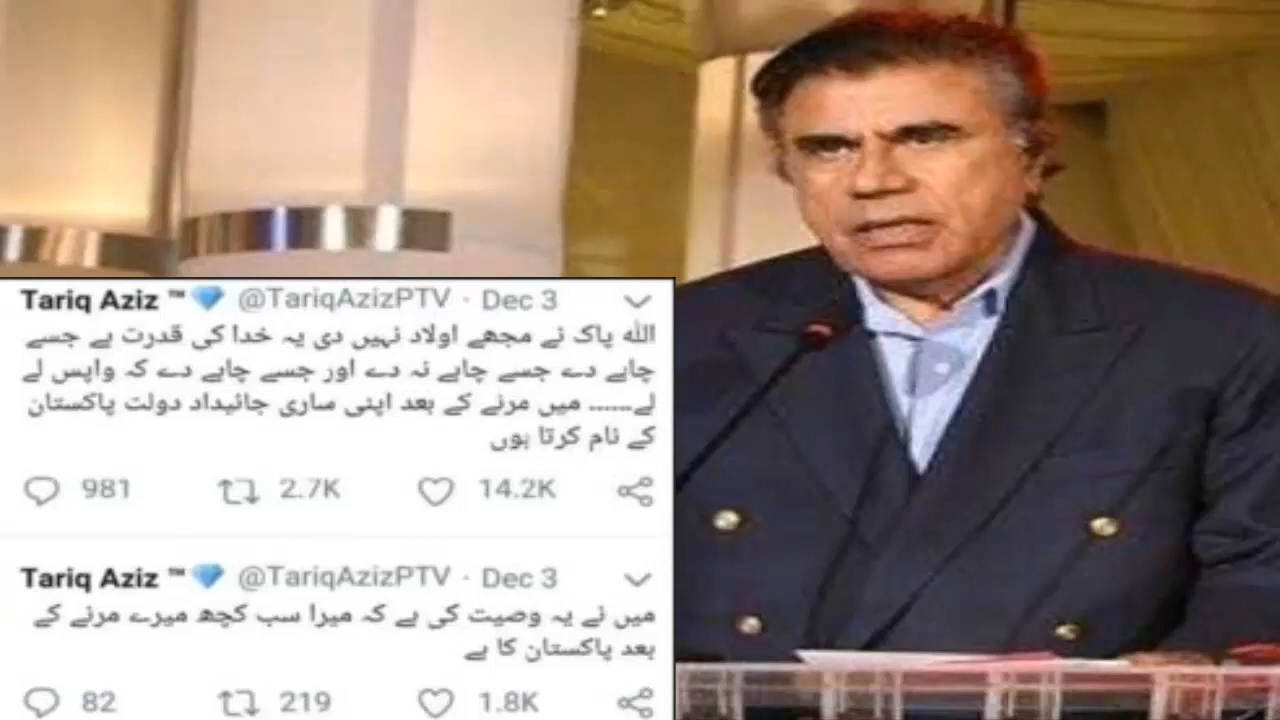 Tariq Aziz ™💎 @TariqAzizPTV · Dec 3
اللہ پاک نے مجھے اولاد نہیں دی یہ خدا کی قدرت ہے جسے
چاہے دے جسے چاہے نہ دے اور جسے چاہے دے کہ واپس لے
لے...... میں مرنے کے بعد اپنی ساری جائیداد دولت پاکستان
کے نام کرتا ہوں
981 2.7K 14.2K
Tariq Aziz ™💎 @TariqAzizPTV · Dec 3
میں نے یہ وصیت کی ہے کہ میرا سب کچھ میرے مرنے کے
بعد پاکستان کا ہے
82 219 1.8K